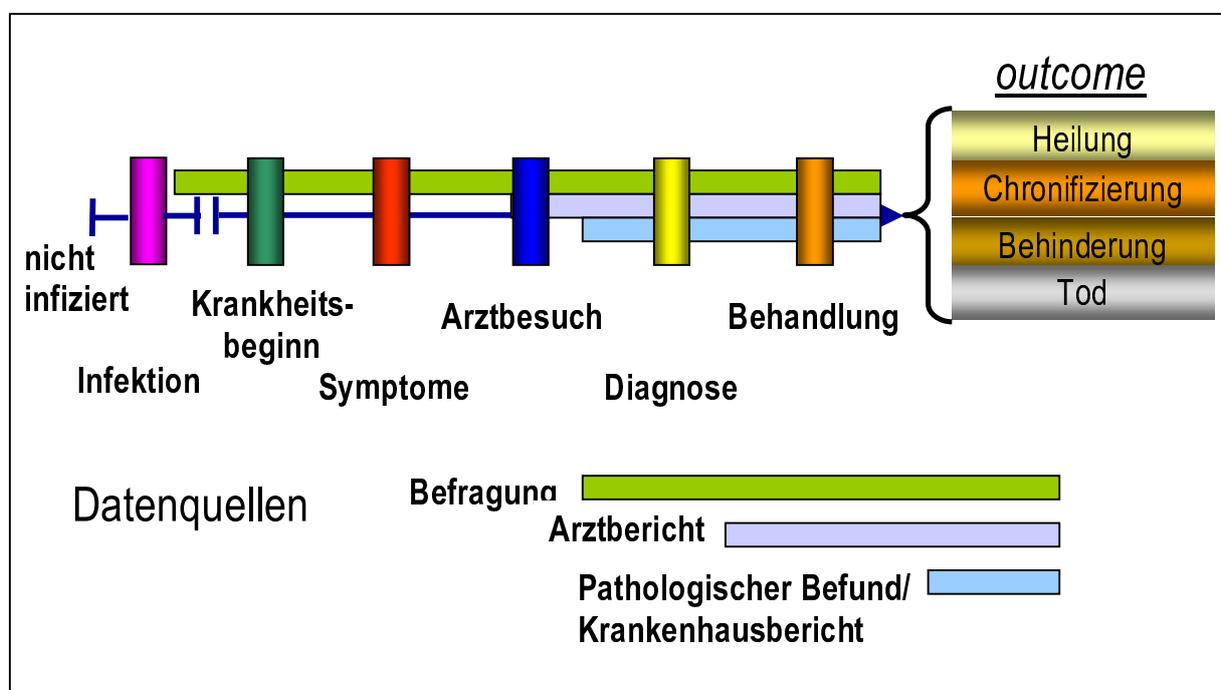 outcome
Heilung
Chronifizierung
Behinderung
Tod
nicht
infiziert
Krankheits-
beginn
Arztbesuch
Behandlung
Infektion
Symptome
Diagnose
Datenquellen
Befragung
Arztbericht
Pathologischer Befund/
Krankenhausbericht